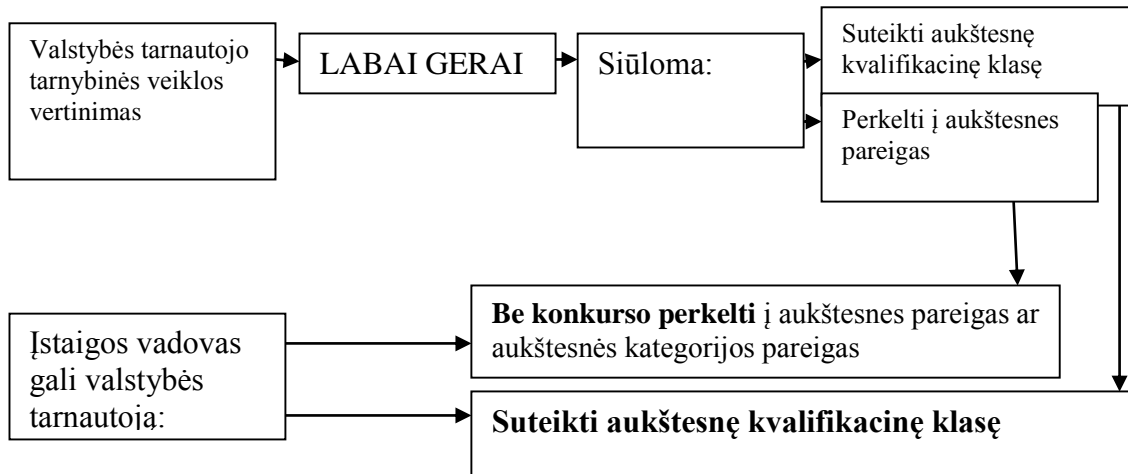 Valstybės tarnautojo
tarnybinės veiklos
vertinimas
LABAI GERAI
Siūloma:
Suteikti aukštesnę
kvalifikacinę klasę
Perkelti į aukštesnes
pareigas
Be konkurso perkelti į aukštesnes pareigas ar
aukštesnės kategorijos pareigas
Įstaigos vadovas
gali valstybės
tarnautoją:
Suteikti aukštesnę kvalifikacinę klasę